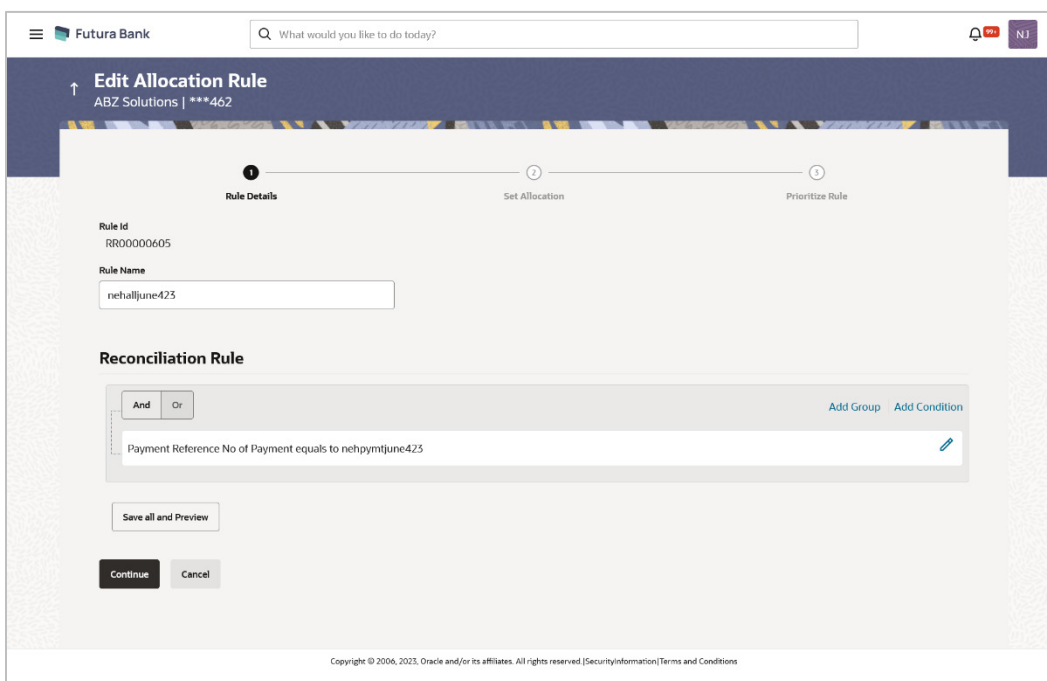 Futura Bank
What would you like to do today?
99+
NJ
Edit Allocation Rule
ABZ Solutions | ***462
1
2
3
Rule Details
Set Allocation
Prioritize Rule
Rule Id
RR00000605
Rule Name
nehalljune423
Reconciliation Rule
And Or
Add Group Add Condition
Payment Reference No of Payment equals to nehpymtjune423
Save all and Preview
Continue Cancel
Copyright © 2006, 2023, Oracle and/or its affiliates. All rights reserved.|SecurityInformation|Terms and Conditions